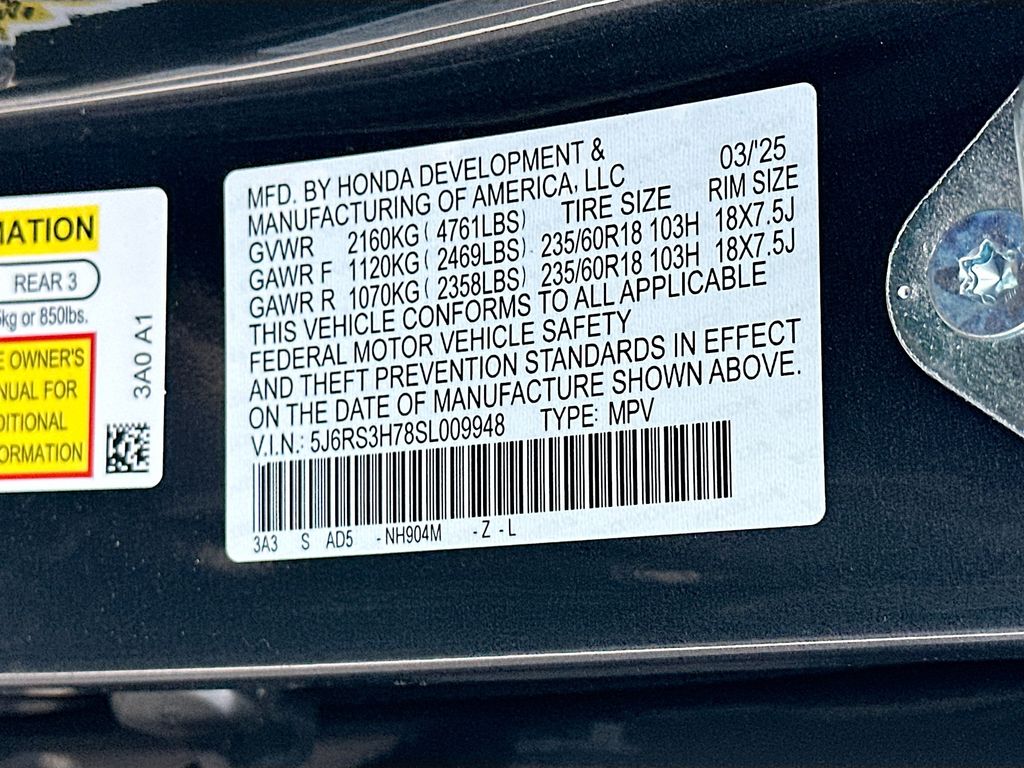 MATION
REAR 3
kg or 850lbs.
OWNER'S
NUAL FOR
DITIONAL
ORMATION
3A0 A1
MFD. BY HONDA DEVELOPMENT & 03/'25
MANUFACTURING OF AMERICA, LLC
TIRE SIZE RIM SIZE
GVWR 2160KG ( 4761LBS)
GAWR F 1120KG ( 2469LBS) 235/60R18 103H 18X7.5J
GAWR R 1070KG ( 2358LBS) 235/60R18 103H 18X7.5J
THIS VEHICLE CONFORMS TO ALL APPLICABLE
FEDERAL MOTOR VEHICLE SAFETY
AND THEFT PREVENTION STANDARDS IN EFFECT
ON THE DATE OF MANUFACTURE SHOWN ABOVE.
V.I.N.: 5J6RS3H78SL009948 TYPE: MPV
3A3 S AD5 - NH904M - Z - L